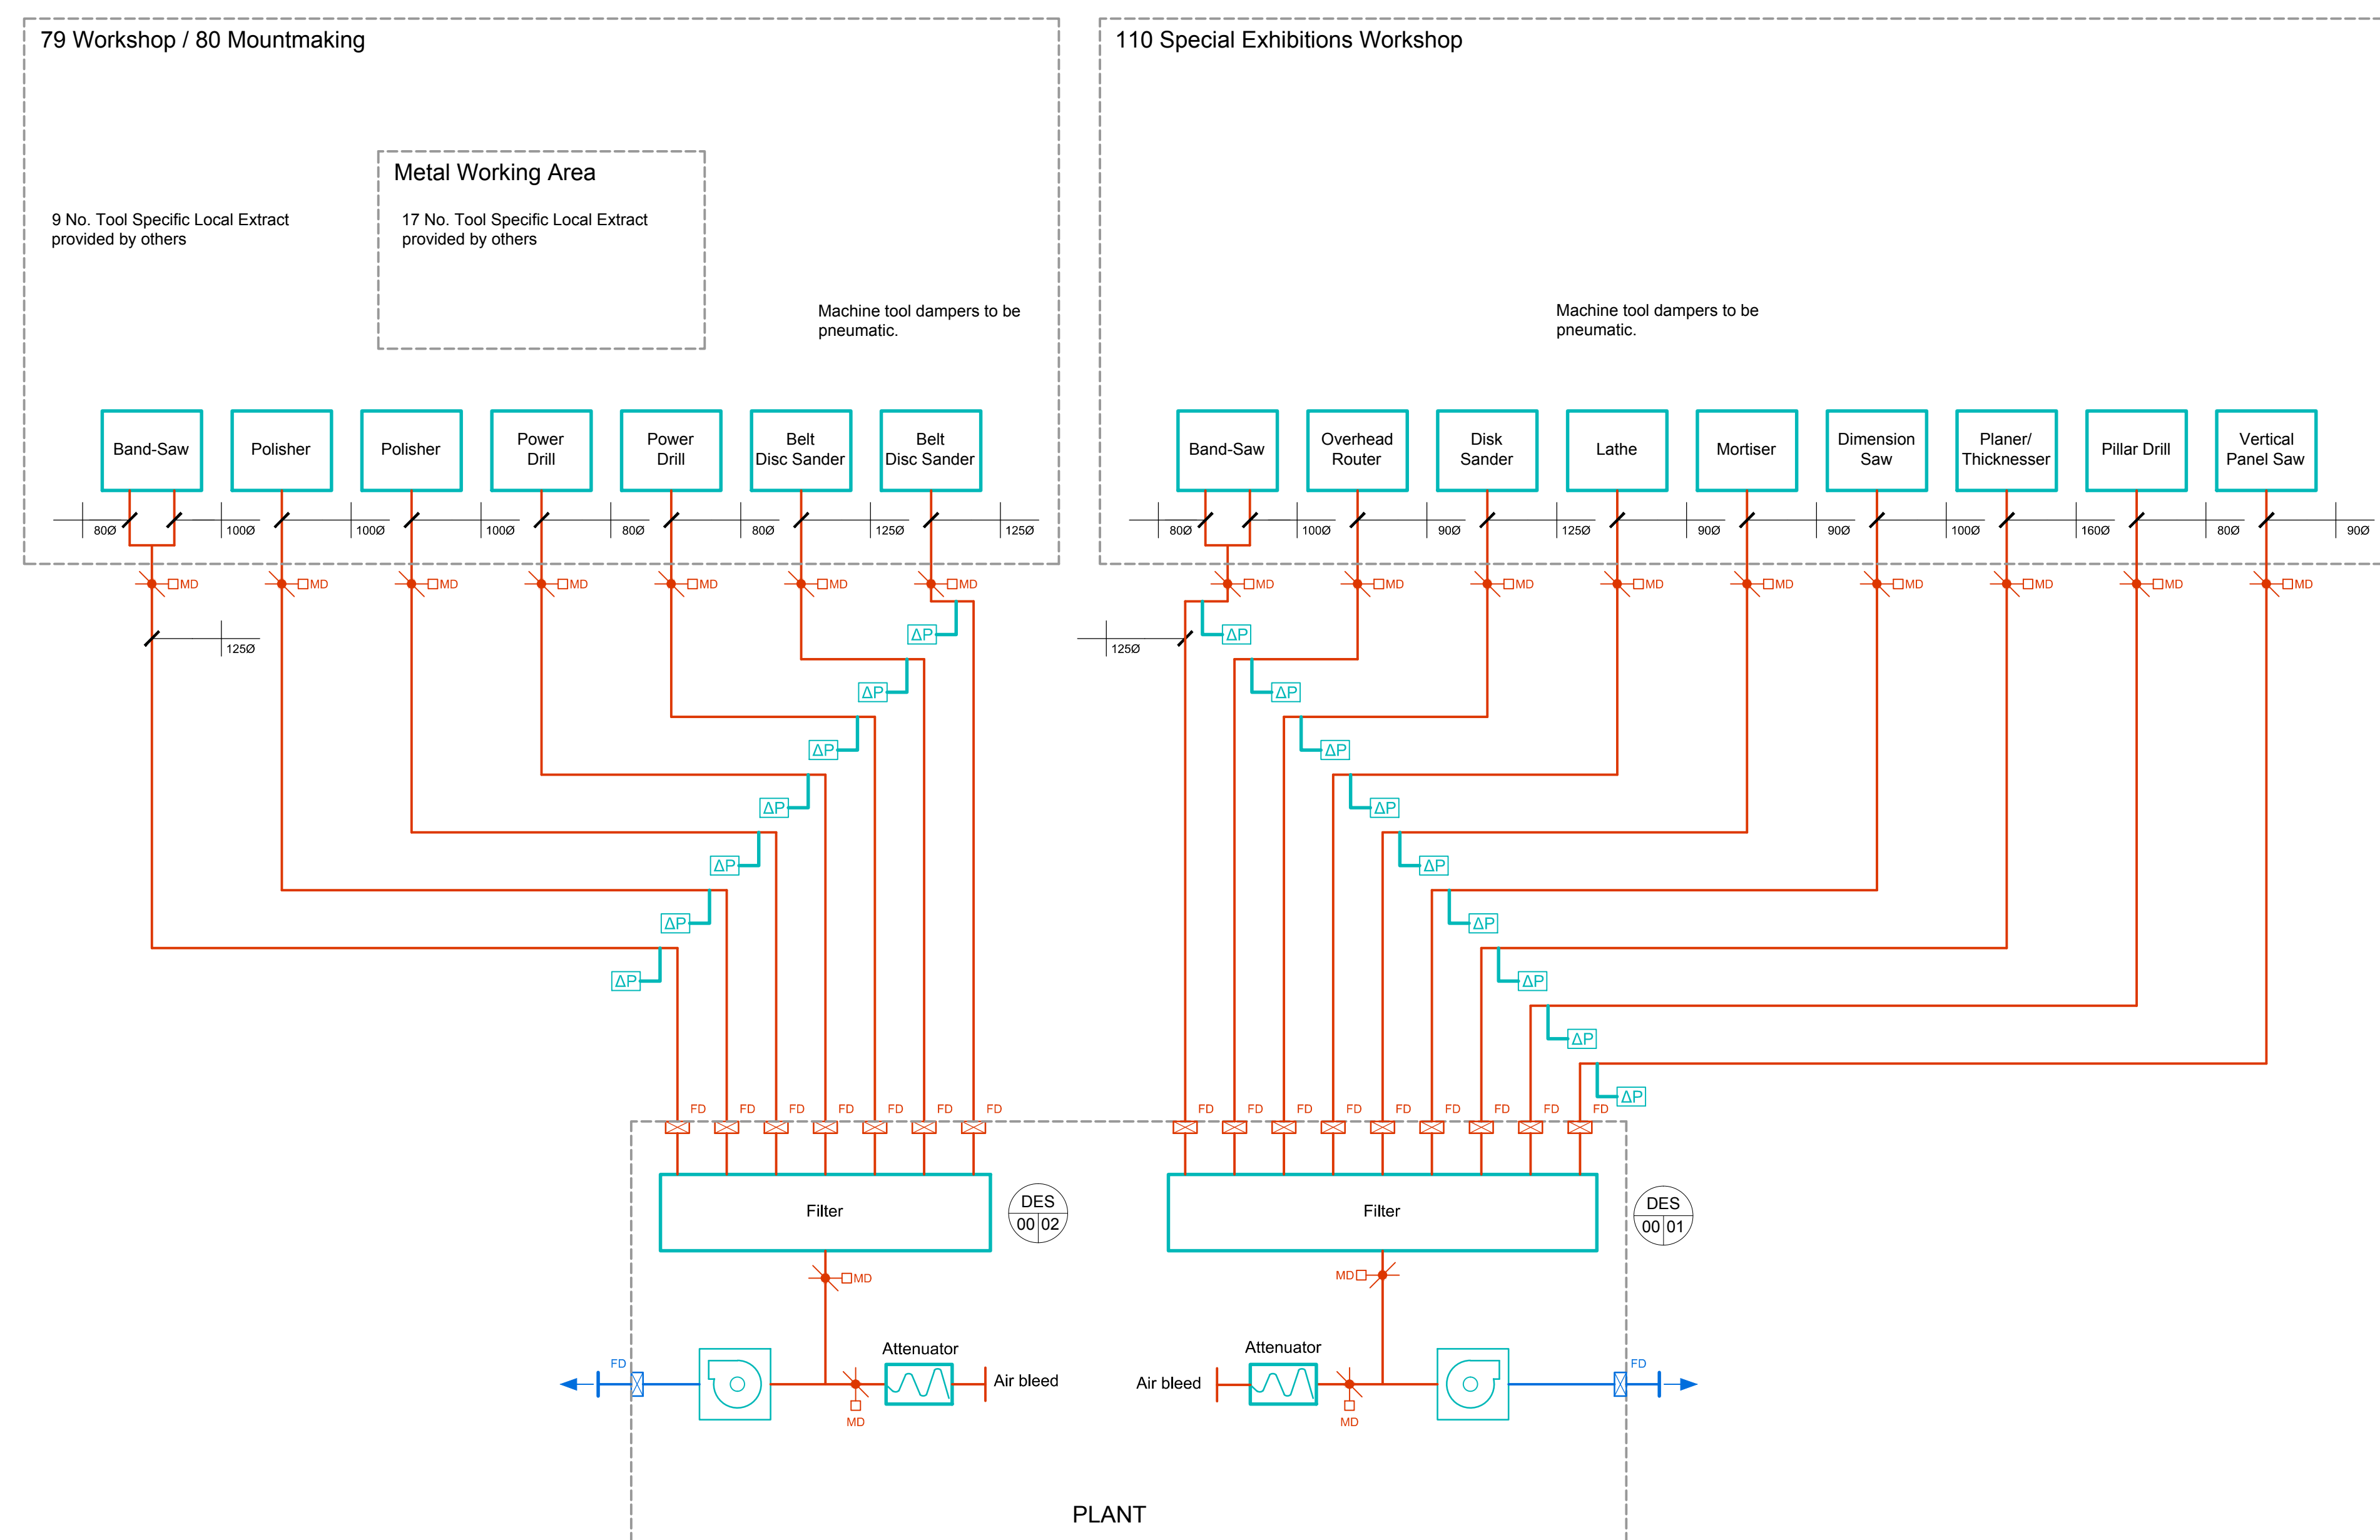 79 Workshop / 80 Mountmaking
110 Special Exhibitions Workshop
Metal Working Area
9 No. Tool Specific Local Extract
provided by others
17 No. Tool Specific Local Extract
provided by others
Machine tool dampers to be
pneumatic.
Machine tool dampers to be
pneumatic.
Band-Saw
Polisher
Polisher
Power
Drill
Power
Drill
Belt
Disc Sander
Belt
Disc Sander
Band-Saw
Overhead
Router
Disk
Sander
Lathe
Mortiser
Dimension
Saw
Planer/
Thicknesser
Pillar Drill
Vertical
Panel Saw
80Ø 100Ø 100Ø 100Ø 80Ø 80Ø 125Ø 125Ø
80Ø 100Ø 90Ø 125Ø 90Ø 90Ø 100Ø 160Ø 80Ø 90Ø
MD MD MD MD MD MD MD
MD MD MD MD MD MD MD MD MD
ΔP ΔP
125Ø 125Ø
ΔP ΔP
ΔP ΔP
ΔP ΔP
ΔP ΔP
ΔP ΔP
ΔP ΔP
ΔP
ΔP
FD FD FD FD FD FD FD
FD FD FD FD FD FD FD FD FD
Filter
DES
00 02
Filter
DES
00 01
MD
MD
Attenuator
Attenuator
FD
Air bleed
Air bleed
FD
MD
MD
PLANT